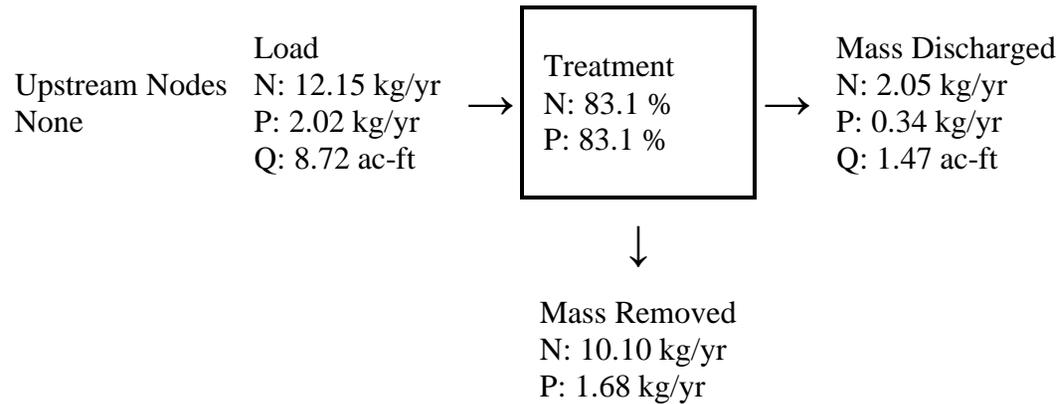 Upstream Nodes
None
Load
N: 12.15 kg/yr
P: 2.02 kg/yr
Q: 8.72 ac-ft
→
Treatment
N: 83.1 %
P: 83.1 %
→
Mass Discharged
N: 2.05 kg/yr
P: 0.34 kg/yr
Q: 1.47 ac-ft
↓
Mass Removed
N: 10.10 kg/yr
P: 1.68 kg/yr